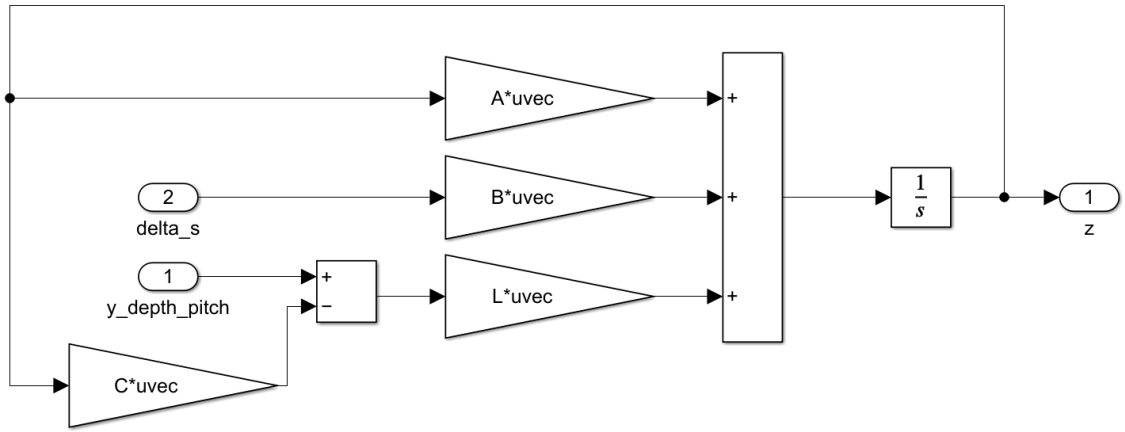 A*uvec
+
B*uvec
+
1
s
2
delta_s
1
z
1
y_depth_pitch
+
−
L*uvec
+
C*uvec